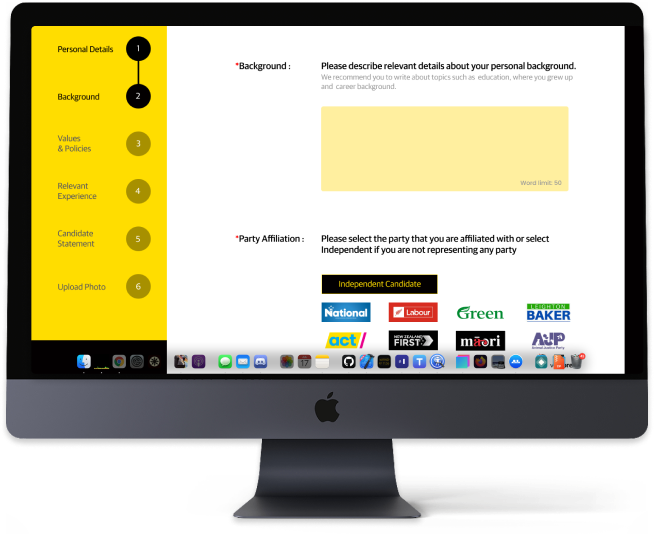 Personal Details
1
Background
2
Values
& Policies
3
Relevant
Experience
4
Candidate
Statement
5
Upload Photo
6
*Background :
Please describe relevant details about your personal background.
We recommend you to write about topics such as education, where you grew up
and career background.
Word limit: 50
*Party Affiliation :
Please select the party that you are affiliated with or select
Independent if you are not representing any party
Independent Candidate
National
Labour
Green
LEIGHTON
BAKER
act
NEW ZEALAND
FIRST
māori
AJP
Animal Justice Party
17